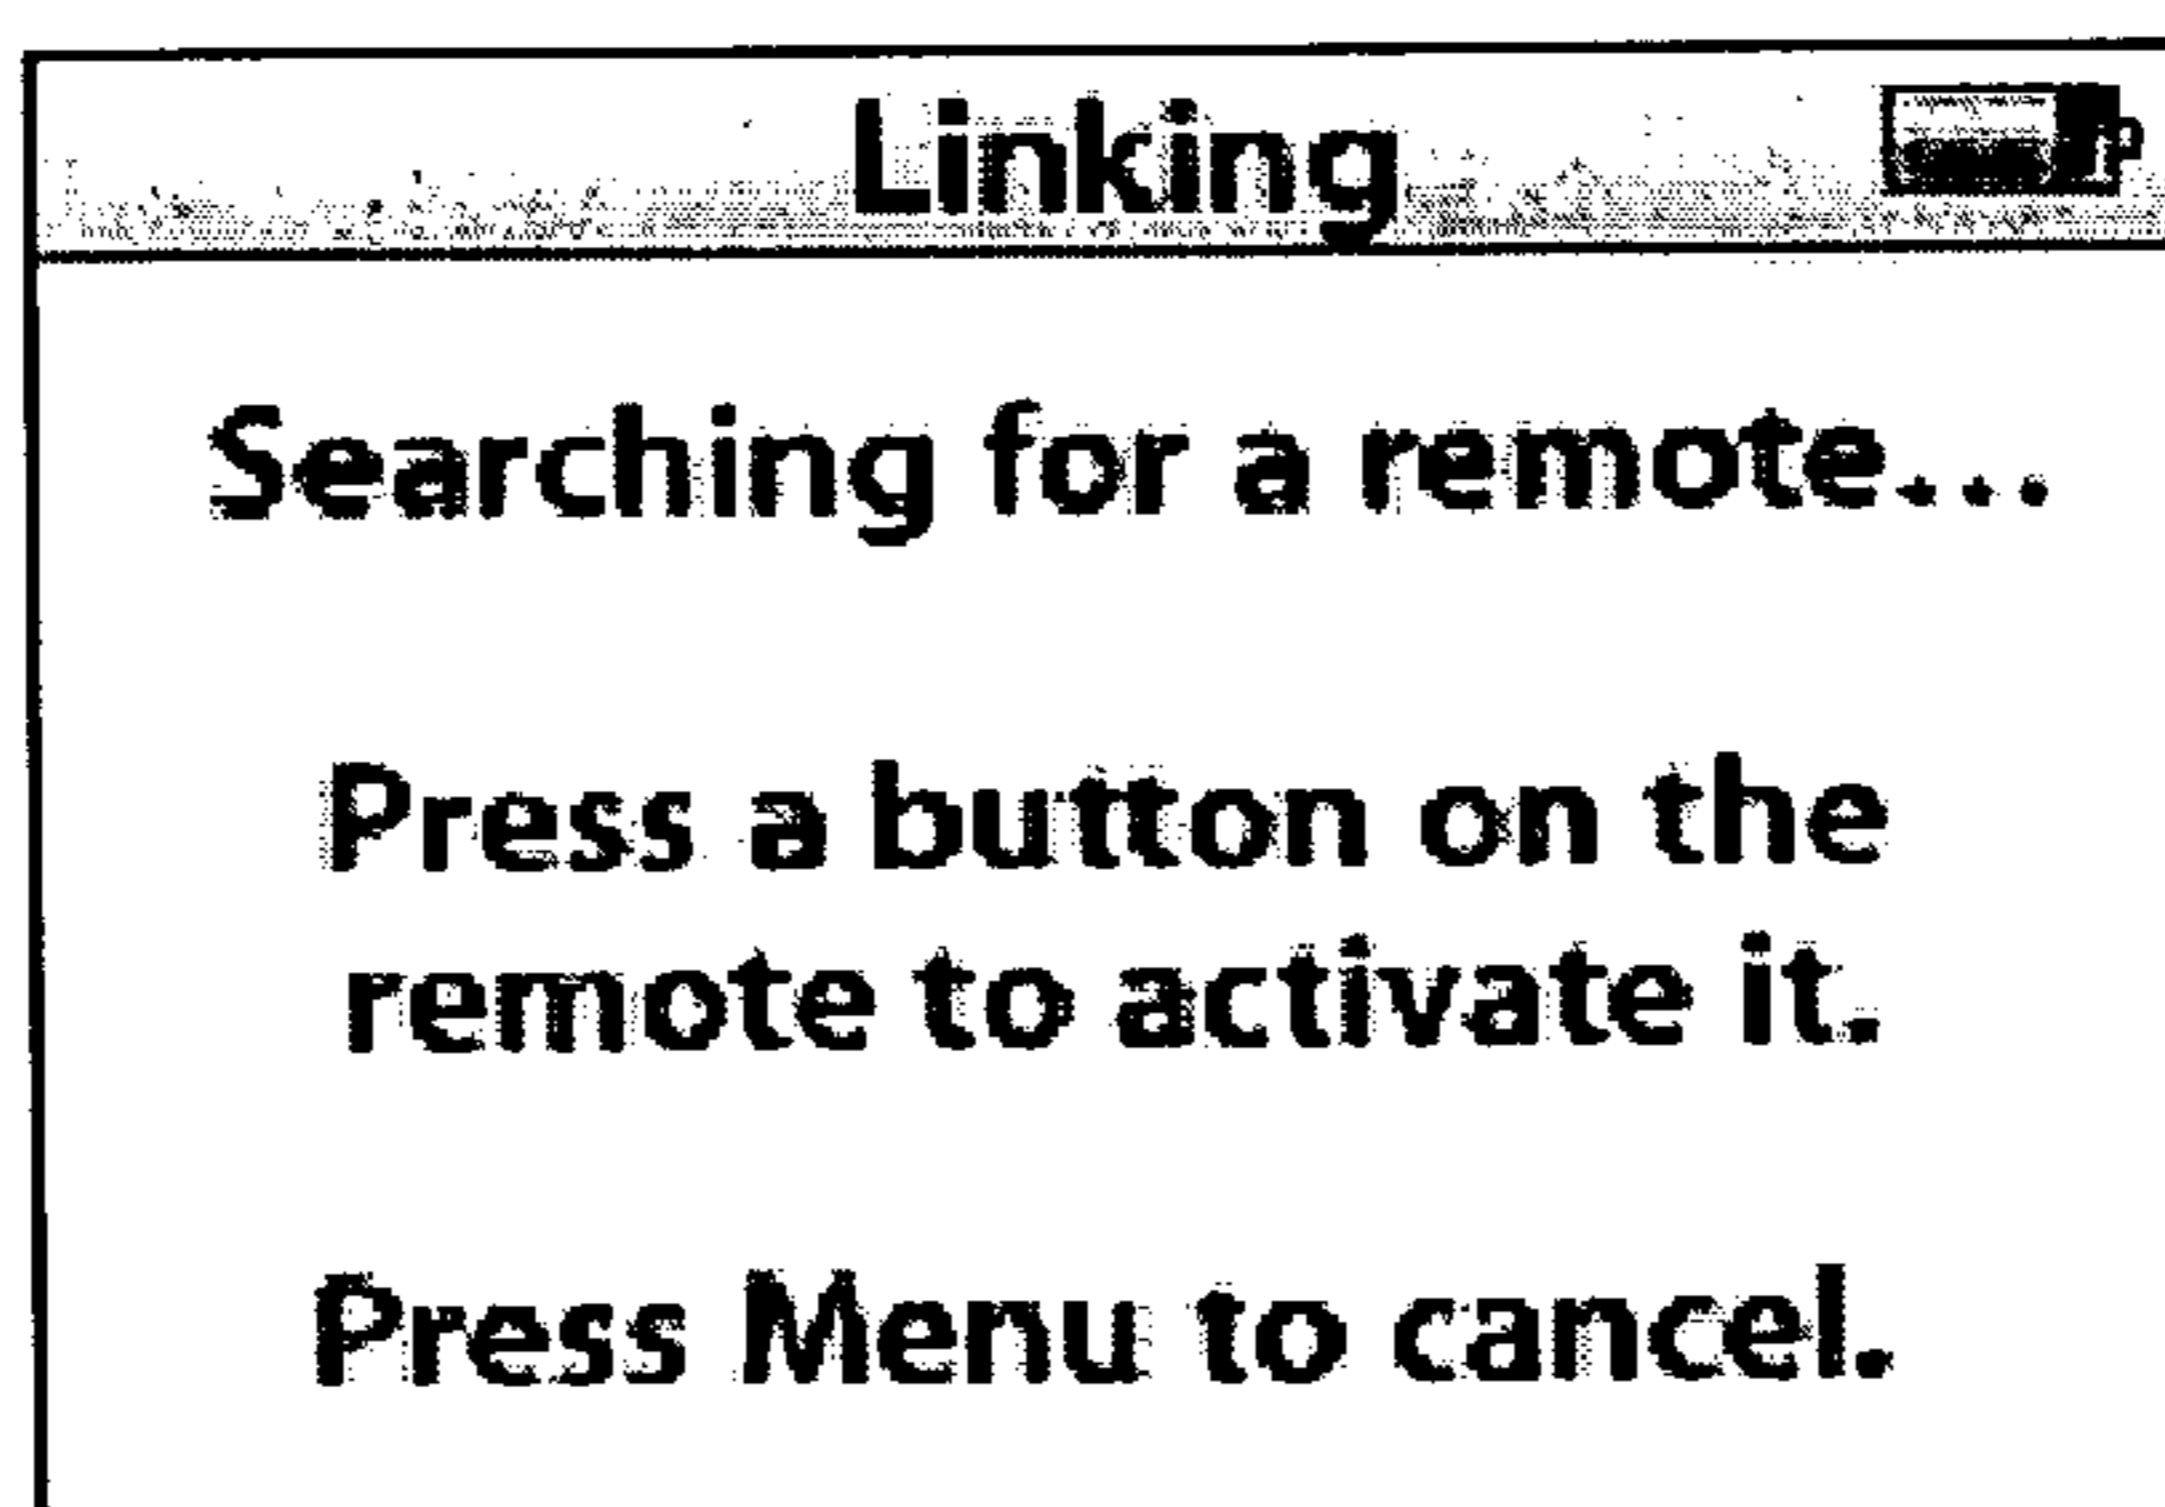 Linking
Searching for a remote...
Press a button on the
remote to activate it.
Press Menu to cancel.